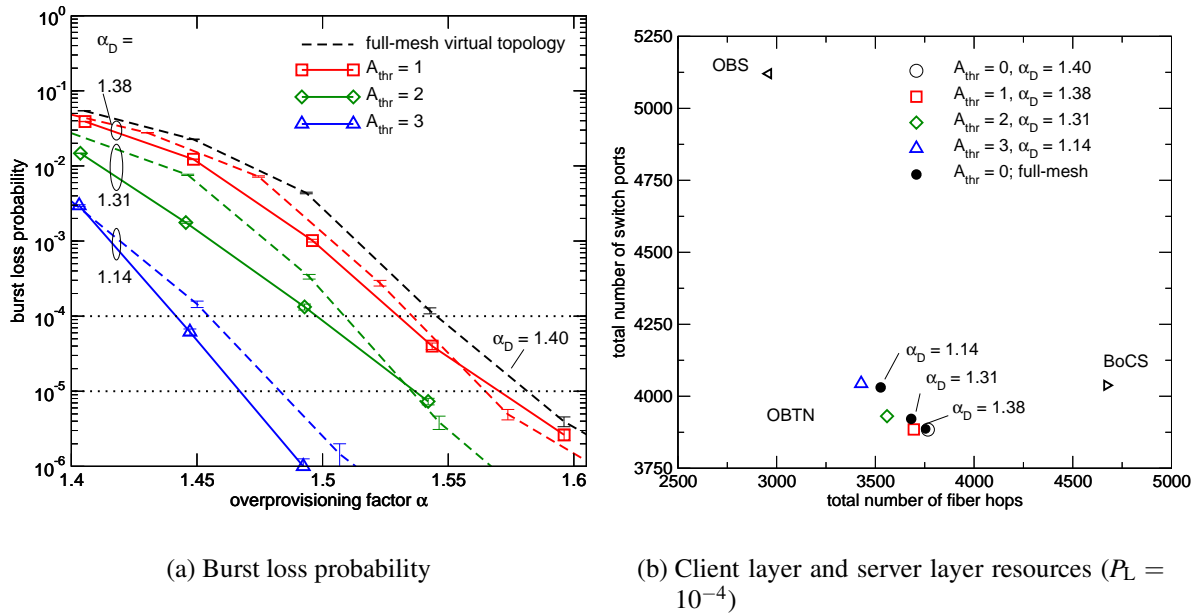 10^0
10^-1
10^-2
10^-3
10^-4
10^-5
10^-6
burst loss probability
1.4
1.45
1.5
1.55
1.6
overprovisioning factor α
α_D =
1.38
1.31
1.14
full-mesh virtual topology
A_thr = 1
A_thr = 2
A_thr = 3
α_D = 1.40
(a) Burst loss probability
5250
5000
4750
4500
4250
4000
3750
total number of switch ports
2500
3000
3500
4000
4500
5000
total number of fiber hops
OBS
A_thr = 0, α_D = 1.40
A_thr = 1, α_D = 1.38
A_thr = 2, α_D = 1.31
A_thr = 3, α_D = 1.14
A_thr = 0; full-mesh
α_D = 1.14
α_D = 1.31
α_D = 1.38
BoCS
OBTN
(b) Client layer and server layer resources (P_L =
10^-4)